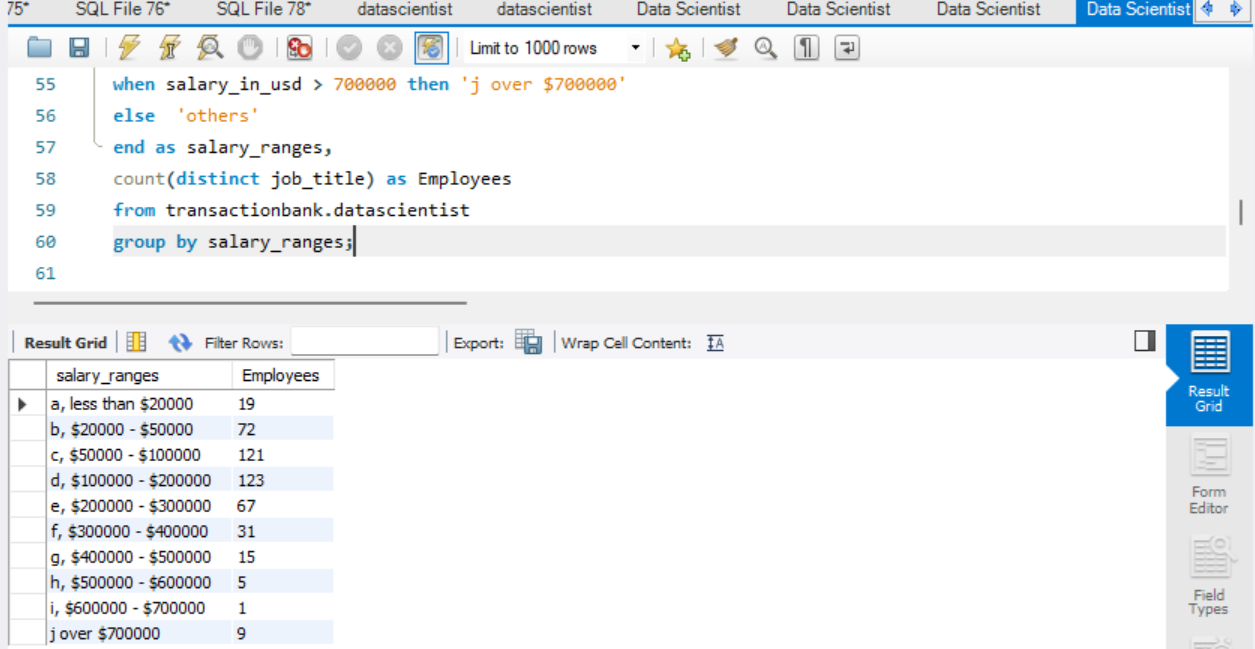 75* SQL File 76* SQL File 78* datascientist datascientist Data Scientist Data Scientist Data Scientist Data Scientist
Limit to 1000 rows
55 when salary_in_usd > 700000 then 'j over $700000'
56 else 'others'
57 end as salary_ranges,
58 count(distinct job_title) as Employees
59 from transactionbank.datascientist
60 group by salary_ranges;
61
Result Grid Filter Rows: Export: Wrap Cell Content: IA
salary_ranges Employees
a, less than $20000 19
b, $20000 - $50000 72
c, $50000 - $100000 121
d, $100000 - $200000 123
e, $200000 - $300000 67
f, $300000 - $400000 31
g, $400000 - $500000 15
h, $500000 - $600000 5
i, $600000 - $700000 1
j over $700000 9
Result
Grid
Form
Editor
Field
Types